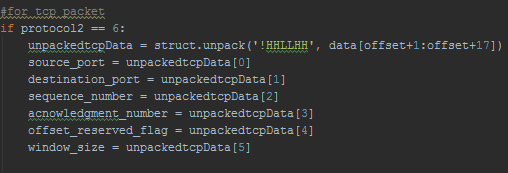 #for tcp packet
if protocol2 == 6:
    unpackedtcpData = struct.unpack('!HHLLHH', data[offset+1:offset+17])
    source_port = unpackedtcpData[0]
    destination_port = unpackedtcpData[1]
    sequence_number = unpackedtcpData[2]
    acnowledgment_number = unpackedtcpData[3]
    offset_reserved_flag = unpackedtcpData[4]
    window_size = unpackedtcpData[5]